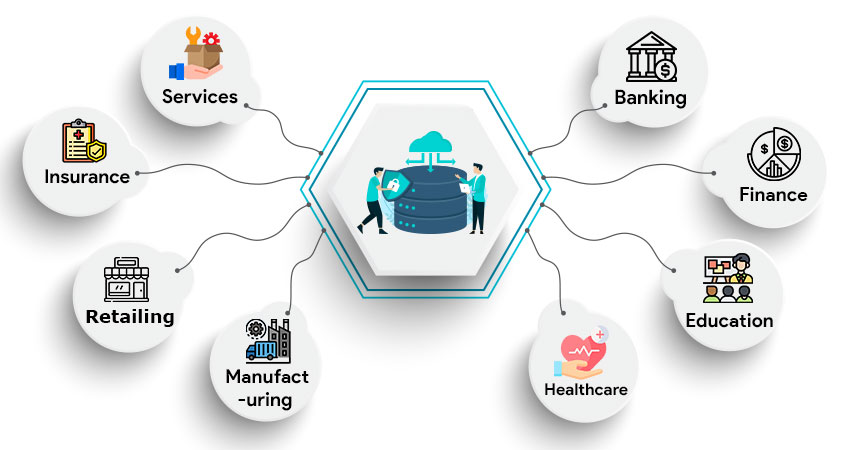 Services
Banking
Insurance
Finance
Retailing
Education
Manufact
-uring
Healthcare